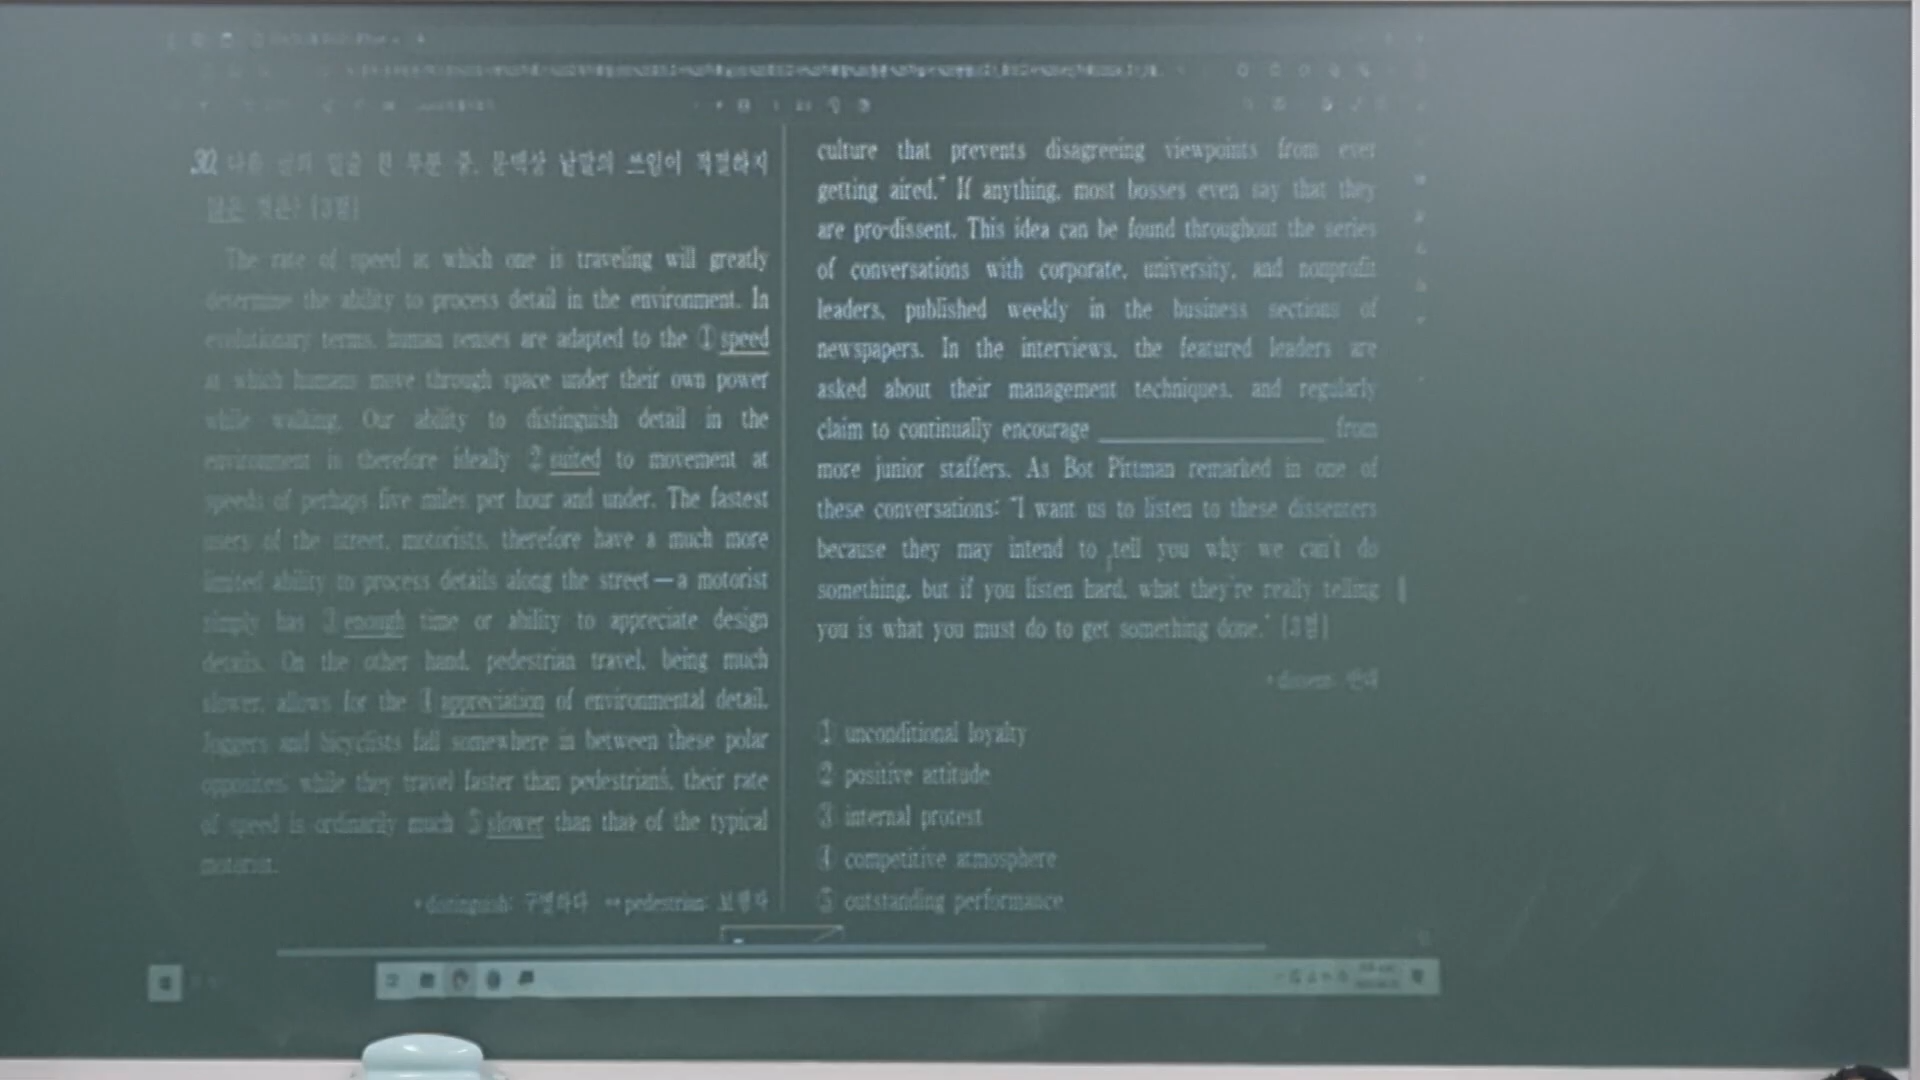 30. 다음 글의 밑줄 친 부분 중, 문맥상 낱말의 쓰임이 적절하지
않은 것은? [3점]
The rate of speed at which one is traveling will greatly
determine the ability to process detail in the environment. In
evolutionary terms, human senses are adapted to the ① speed
at which humans move through space under their own power
while walking. Our ability to distinguish detail in the
environment is therefore ideally ② suited to movement at
speeds of perhaps five miles per hour and under. The fastest
users of the street, motorists, therefore have a much more
limited ability to process details along the street—a motorist
simply has ③ enough time or ability to appreciate design
details. On the other hand, pedestrian travel, being much
slower, allows for the ④ appreciation of environmental detail.
Joggers and bicyclists fall somewhere in between these polar
opposites; while they travel faster than pedestrians, their rate
of speed is ordinarily much ⑤ slower than that of the typical
motorist.
* distinguish: 구별하다 ** pedestrian: 보행자
culture that prevents disagreeing viewpoints from ever
getting aired." If anything, most bosses even say that they
are pro-dissent. This idea can be found throughout the series
of conversations with corporate, university, and nonprofit
leaders, published weekly in the business sections of
newspapers. In the interviews, the featured leaders are
asked about their management techniques, and regularly
claim to continually encourage ____________ from
more junior staffers. As Bot Pittman remarked in one of
these conversations: "I want us to listen to these dissenters
because they may intend to tell you why we can't do
something, but if you listen hard, what they're really telling
you is what you must do to get something done." [3점]
* dissent: 반대
① unconditional loyalty
② positive attitude
③ internal protest
④ competitive atmosphere
⑤ outstanding performance